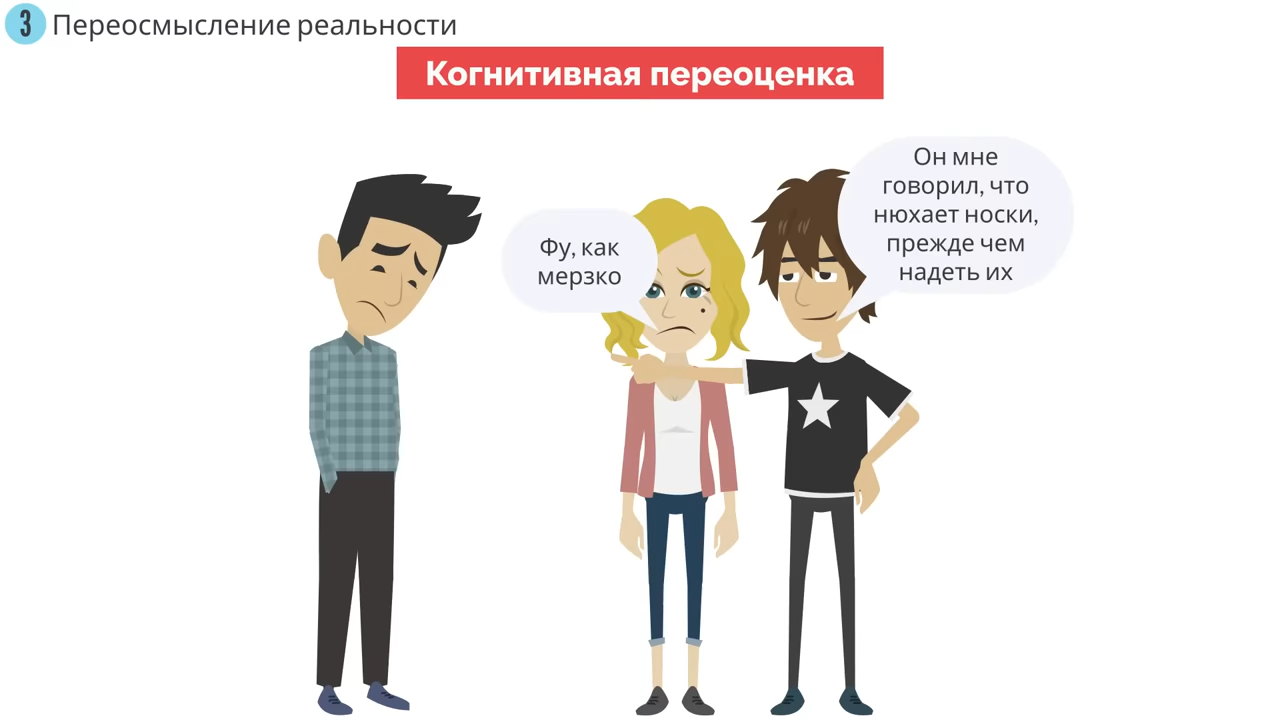 3 Переосмысление реальности
Когнитивная переоценка
Фу, как
мерзко
Он мне
говорил, что
нюхает носки,
прежде чем
надеть их